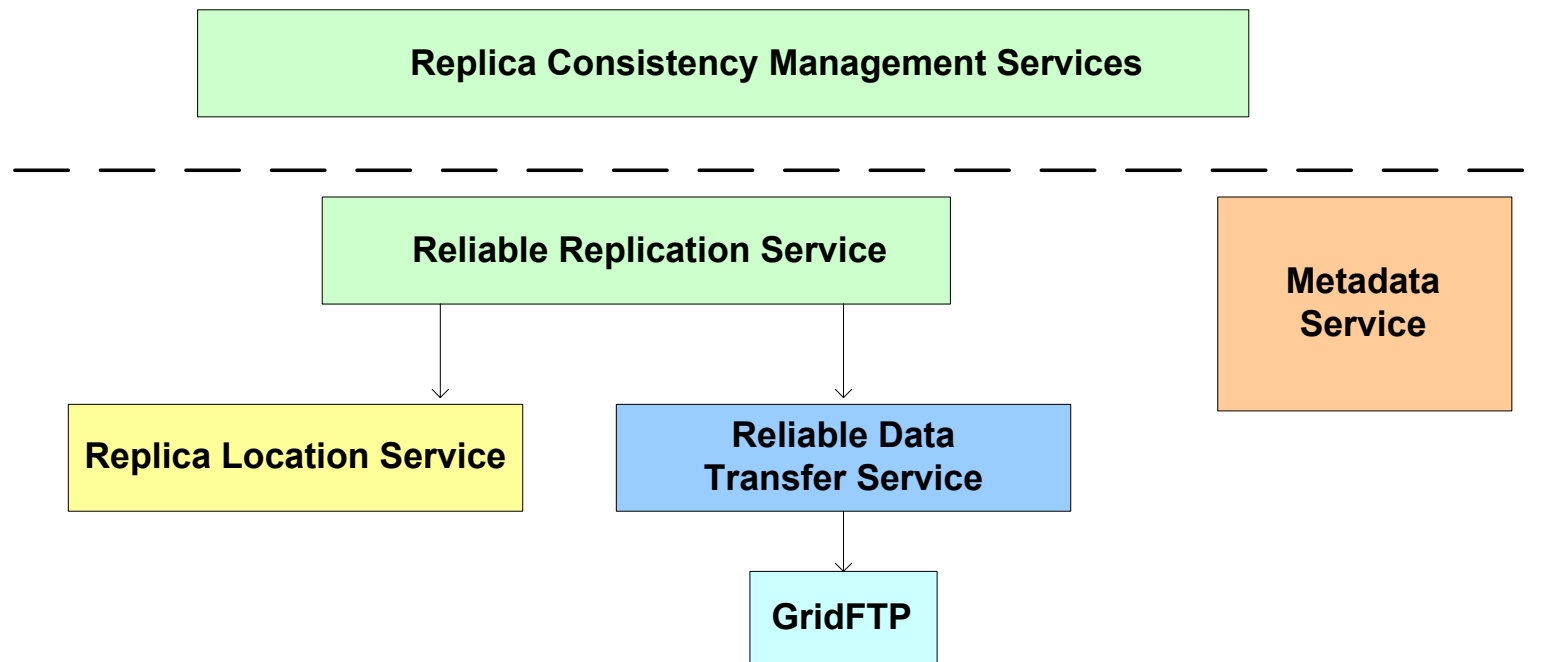 Replica Consistency Management Services
Reliable Replication Service
Metadata
Service
Replica Location Service
Reliable Data
Transfer Service
GridFTP